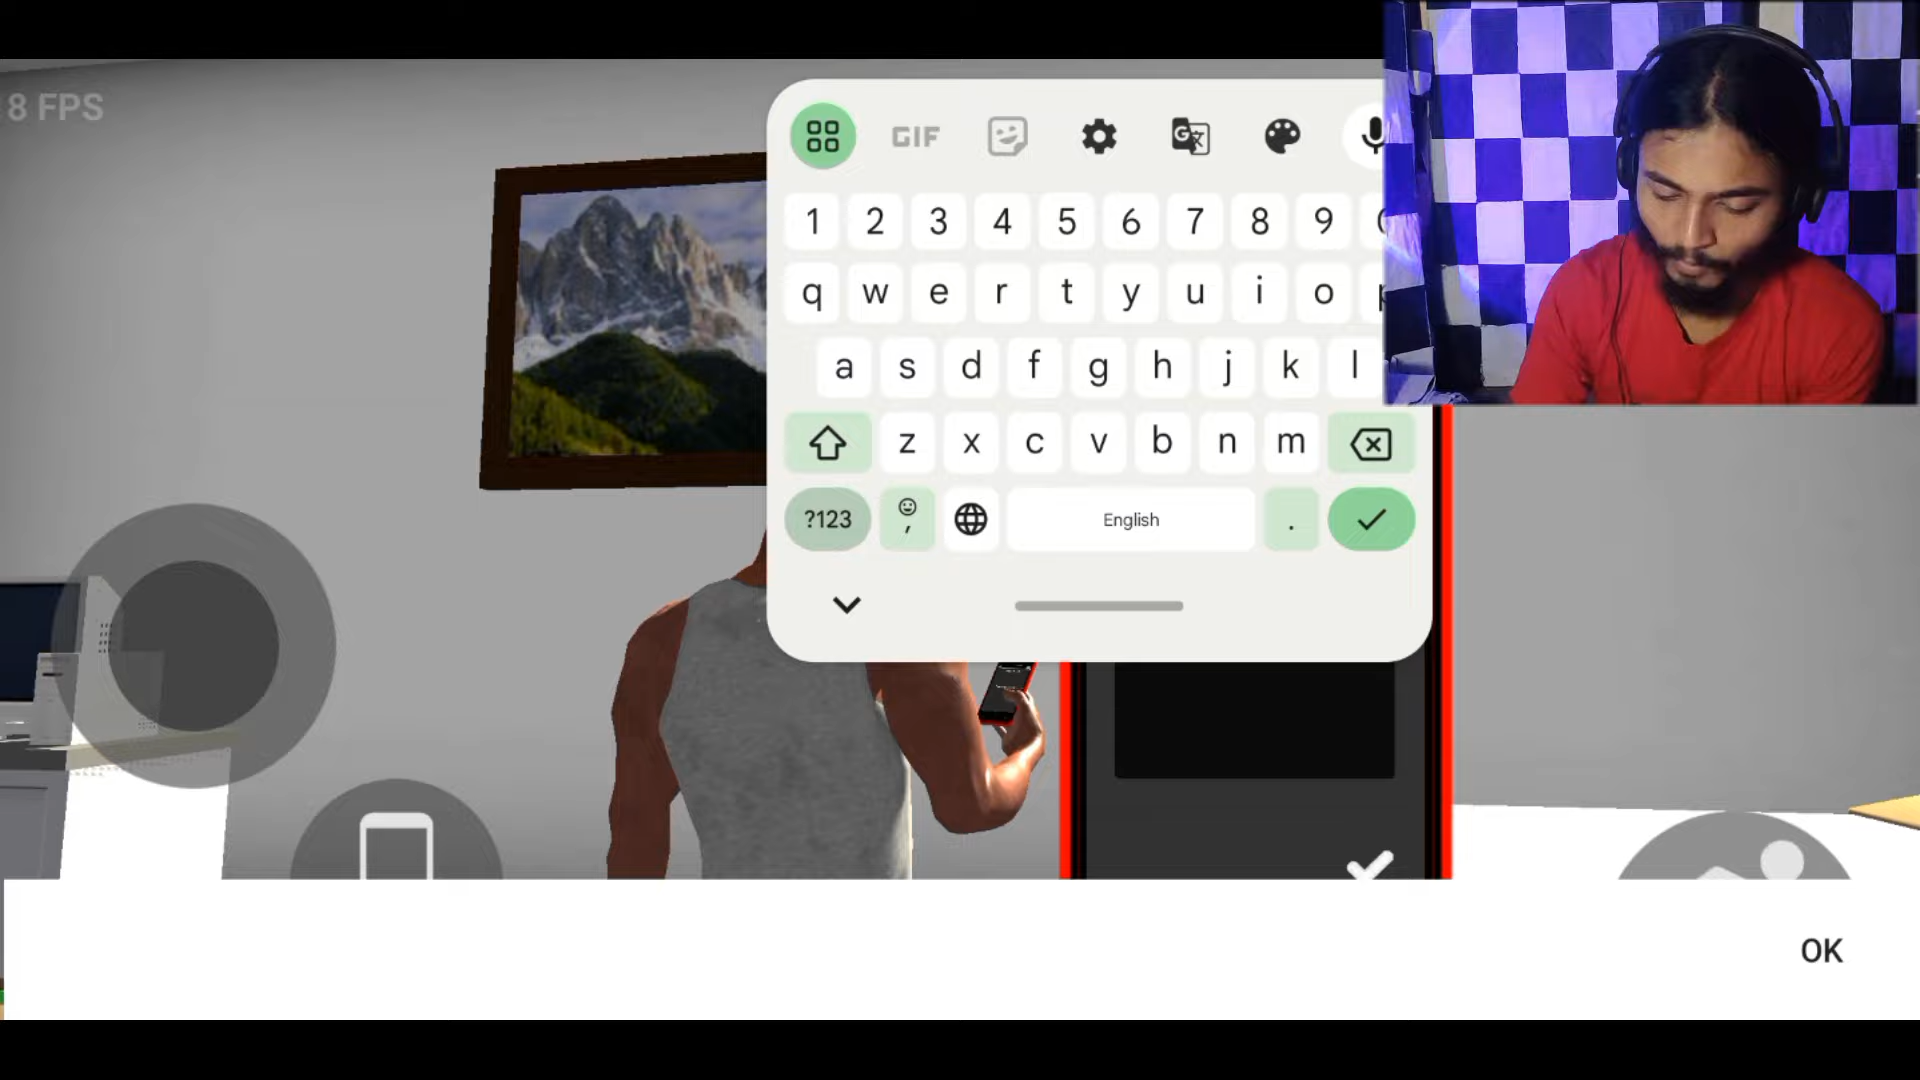 8 FPS
GIF
G
1 2 3 4 5 6 7 8 9
q w e r t y u i o p
a s d f g h j k l
z x c v b n m
?123 , English .
OK